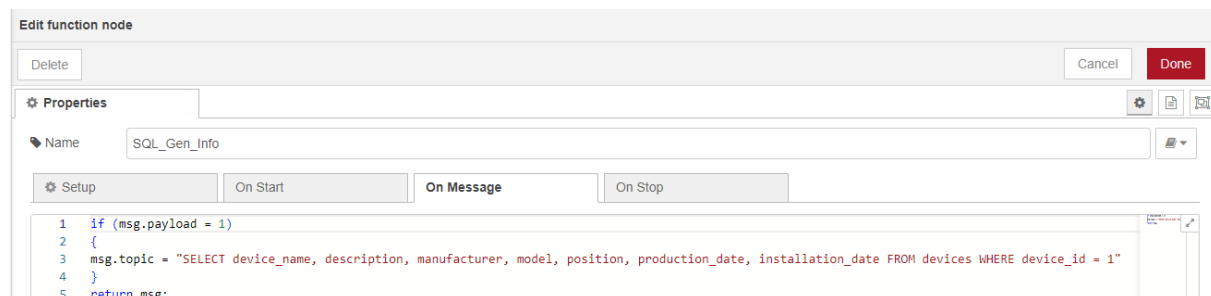 Edit function node
Delete Cancel Done
Properties
Name SQL_Gen_Info
Setup On Start On Message On Stop
1 if (msg.payload = 1)
2 {
3 msg.topic = "SELECT device_name, description, manufacturer, model, position, production_date, installation_date FROM devices WHERE device_id = 1"
4 }
5 return msg;